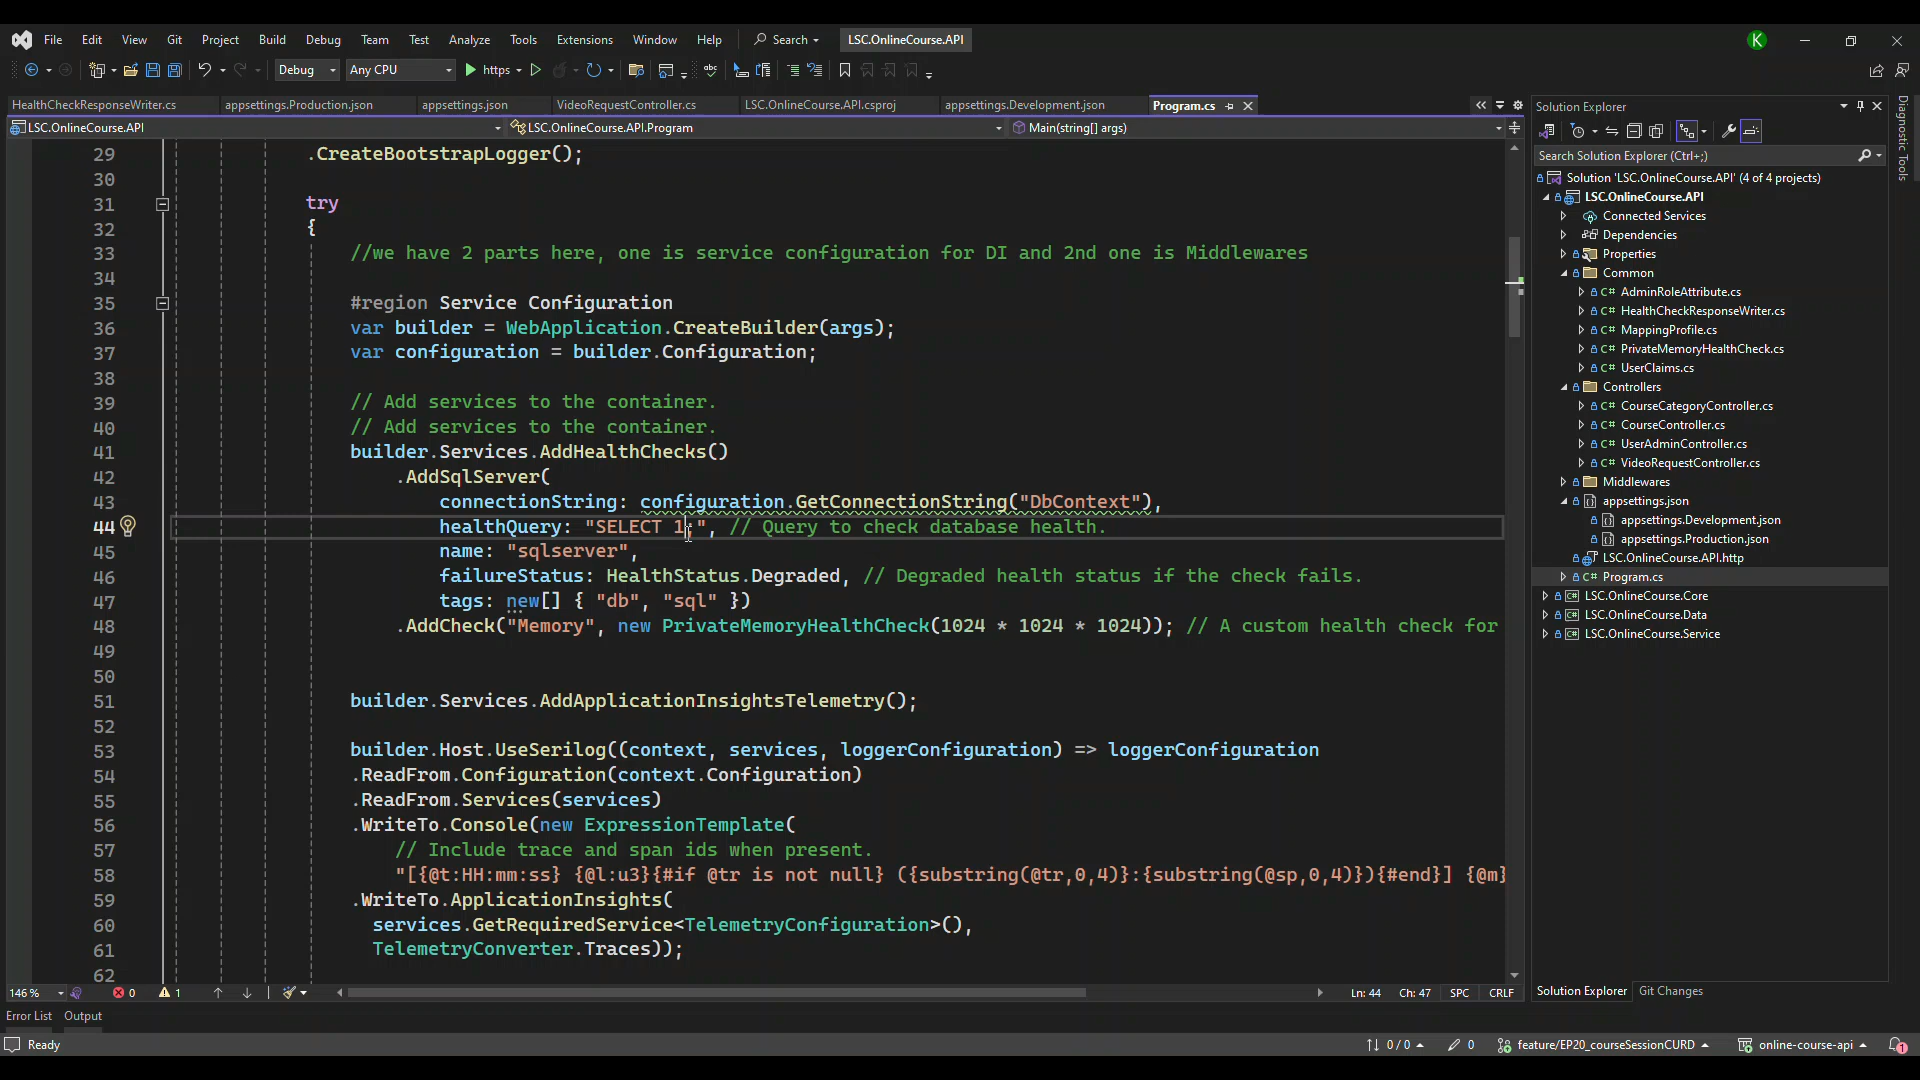 File Edit View Git Project Build Debug Team Test Analyze Tools Extensions Window Help Search LSC.OnlineCourse.API K
Debug Any CPU https
HealthCheckResponseWriter.cs appsettings.Production.json appsettings.json VideoRequestController.cs LSC.OnlineCourse.API.csproj appsettings.Development.json Program.cs
LSC.OnlineCourse.API LSC.OnlineCourse.API.Program Main(string[] args)
29 .CreateBootstrapLogger();
30
31 try
32 {
33 //we have 2 parts here, one is service configuration for DI and 2nd one is Middlewares
34
35 #region Service Configuration
36 var builder = WebApplication.CreateBuilder(args);
37 var configuration = builder.Configuration;
38
39 // Add services to the container.
40 // Add services to the container.
41 builder.Services.AddHealthChecks()
42 .AddSqlServer(
43 connectionString: configuration.GetConnectionString("DbContext"),
44 healthQuery: "SELECT 1;", // Query to check database health.
45 name: "sqlserver",
46 failureStatus: HealthStatus.Degraded, // Degraded health status if the check fails.
47 tags: new[] { "db", "sql" })
48 .AddCheck("Memory", new PrivateMemoryHealthCheck(1024 * 1024 * 1024)); // A custom health check for
49
50
51 builder.Services.AddApplicationInsightsTelemetry();
52
53 builder.Host.UseSerilog((context, services, loggerConfiguration) => loggerConfiguration
54 .ReadFrom.Configuration(context.Configuration)
55 .ReadFrom.Services(services)
56 .WriteTo.Console(new ExpressionTemplate(
57 // Include trace and span ids when present.
58 "[{@t:HH:mm:ss} {@l:u3}{#if @tr is not null} ({substring(@tr,0,4)}:{substring(@sp,0,4)}){#end}] {@m}
59 .WriteTo.ApplicationInsights(
60 services.GetRequiredService<TelemetryConfiguration>(),
61 TelemetryConverter.Traces));
62
146 % 0 1 Ln: 44 Ch: 47 SPC CRLF
Error List Output
Ready 0 / 0 0 feature/EP20_courseSessionCURD online-course-api 1
Solution Explorer
Search Solution Explorer (Ctrl+;)
Solution 'LSC.OnlineCourse.API' (4 of 4 projects)
LSC.OnlineCourse.API
Connected Services
Dependencies
Properties
Common
C# AdminRoleAttribute.cs
C# HealthCheckResponseWriter.cs
C# MappingProfile.cs
C# PrivateMemoryHealthCheck.cs
C# UserClaims.cs
Controllers
C# CourseCategoryController.cs
C# CourseController.cs
C# UserAdminController.cs
C# VideoRequestController.cs
Middlewares
appsettings.json
appsettings.Development.json
appsettings.Production.json
LSC.OnlineCourse.API.http
C# Program.cs
LSC.OnlineCourse.Core
LSC.OnlineCourse.Data
LSC.OnlineCourse.Service
Solution Explorer Git Changes
Diagnostic Tools